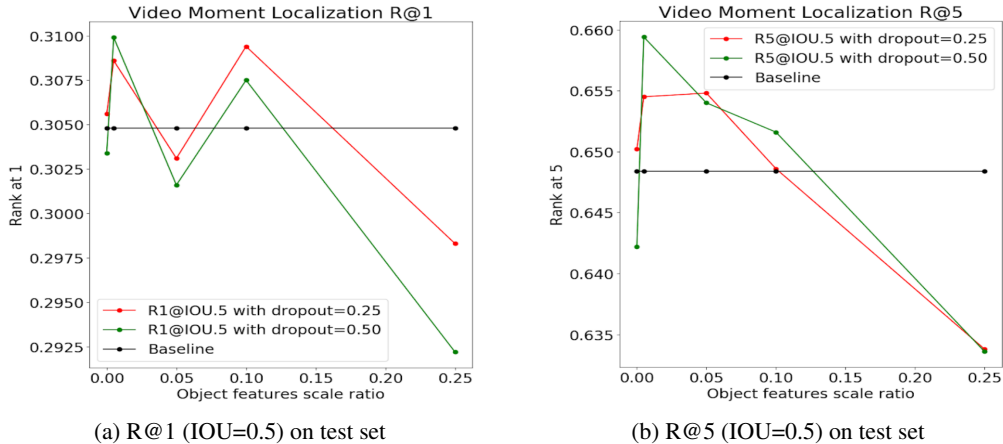 Video Moment Localization R@1
0.3100
0.3075
0.3050
0.3025
0.3000
0.2975
0.2950
0.2925
Rank at 1
R1@IOU.5 with dropout=0.25
R1@IOU.5 with dropout=0.50
Baseline
0.00 0.05 0.10 0.15 0.20 0.25
Object features scale ratio
(a) R@1 (IOU=0.5) on test set
Video Moment Localization R@5
0.660
0.655
0.650
0.645
0.640
0.635
Rank at 5
R5@IOU.5 with dropout=0.25
R5@IOU.5 with dropout=0.50
Baseline
0.00 0.05 0.10 0.15 0.20 0.25
Object features scale ratio
(b) R@5 (IOU=0.5) on test set